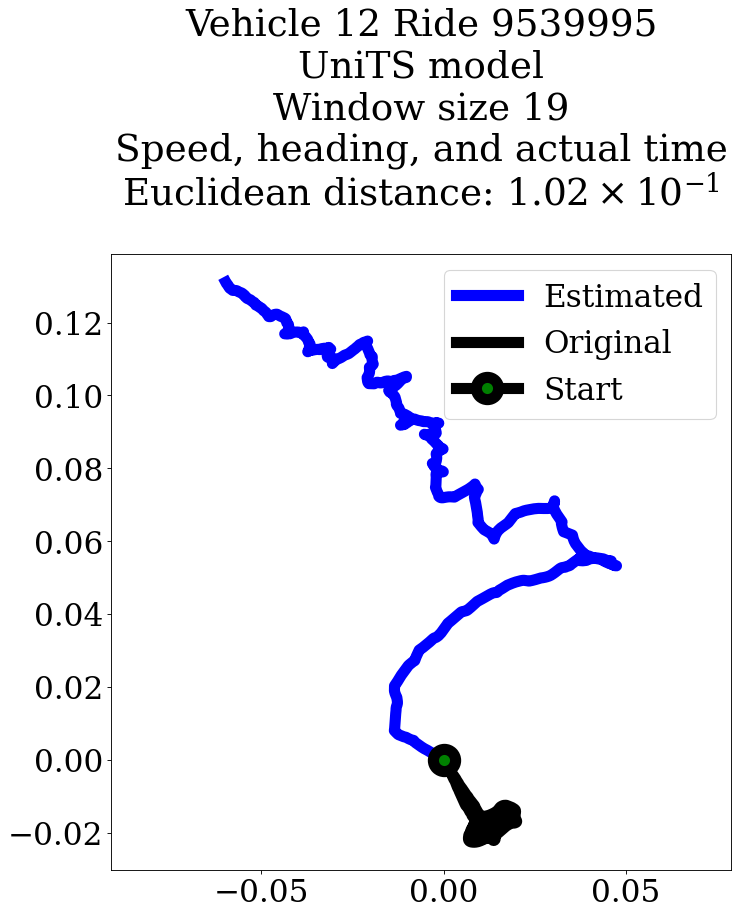 Vehicle 12 Ride 9539995
UniTS model
Window size 19
Speed, heading, and actual time
Euclidean distance: 1.02 × 10⁻¹
Estimated
Original
Start
0.12
0.10
0.08
0.06
0.04
0.02
0.00
−0.02
−0.05
0.00
0.05